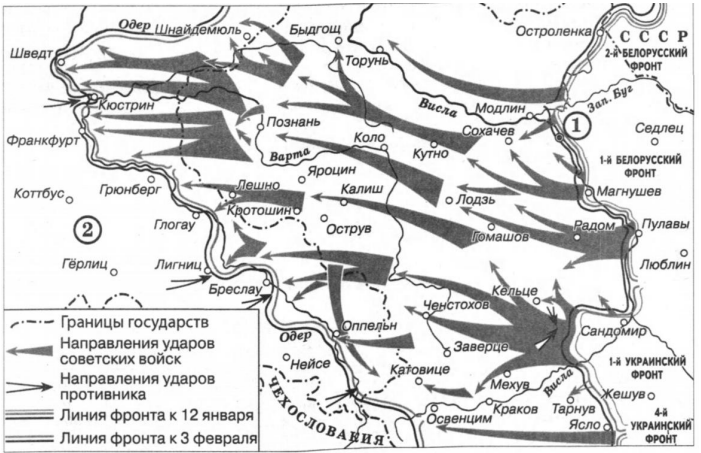 Одер
Шнайдемюль
Быдгощ
Остроленка
СССР
2-й БЕЛОРУССКИЙ
ФРОНТ
Шведт
Торунь
Висла
Модлин
Зап. Буг
Кюстрин
Познань
Коло
Сохачев
1
Седлец
Франкфурт
Варта
Кутно
1-й БЕЛОРУССКИЙ
ФРОНТ
Яроцин
Коттбус
Грюнберг
Лешно
Калиш
Лодзь
Магнушев
Кротошин
2
Глогау
Острув
Гомашов
Радом
Пулавы
Гёрлиц
Лигниц
Люблин
Бреслау
Кельце
Ченстохов
Сандомир
Границы государств
Оппельн
Направления ударов
советских войск
Одер
Заверце
Нейсе
Катовице
1-й УКРАИНСКИЙ
ФРОНТ
Направления ударов
противника
Мехув
Висла
Жешув
Линия фронта к 12 января
ЧЕХОСЛОВАКИЯ
Освенцим
Краков
Тарнув
4-й
УКРАИНСКИЙ
ФРОНТ
Линия фронта к 3 февраля
Ясло